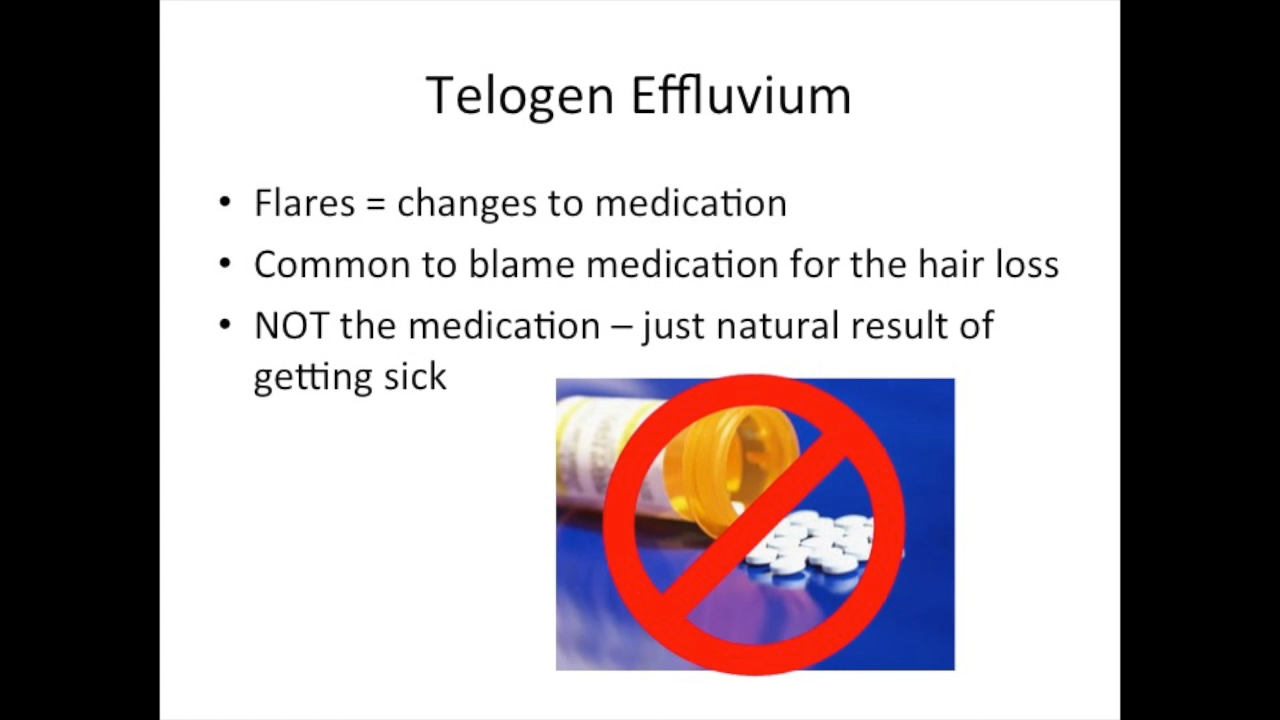 Telogen Effluvium
• Flares = changes to medication
• Common to blame medication for the hair loss
• NOT the medication – just natural result of
getting sick